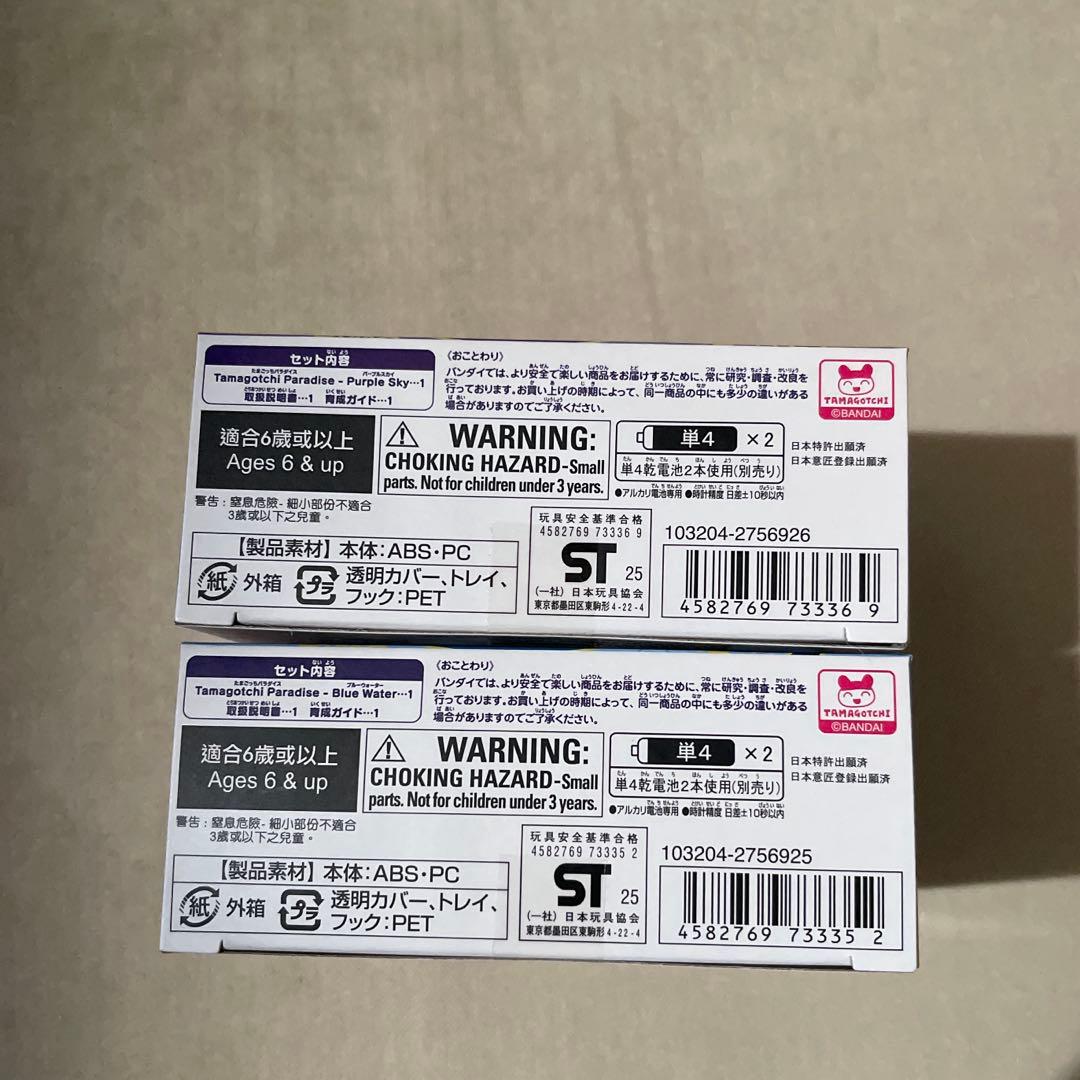 セット内容
Tamagotchi Paradise - Purple Sky…1
取扱説明書…1 育成ガイド…1
〈おことわり〉
バンダイでは、より安全で楽しい商品をお届けするために、常に研究・調査・改良を
行っております。お買い上げの時期によって、同一商品の中にも多少の違いがある
場合がありますのでご了承ください。
TAMAGOTCHI
©BANDAI
適合6歳或以上
Ages 6 & up
WARNING:
CHOKING HAZARD-Small
parts. Not for children under 3 years.
単4 ×2
単4乾電池2本使用(別売り)
●アルカリ電池専用 ●時計精度 日差±10秒以内
日本特許出願済
日本意匠登録出願済
警告：窒息危險- 細小部份不適合
3歲或以下之兒童。
【製品素材】本体：ABS・PC
紙 外箱 プラ 透明カバー、トレイ、
フック：PET
玩具安全基準合格
4582769 73336 9
ST 25
(一社) 日本玩具協会
東京都墨田区東駒形4-22-4
103204-2756926
4582769 73336 9
セット内容
Tamagotchi Paradise - Blue Water…1
取扱説明書…1 育成ガイド…1
〈おことわり〉
バンダイでは、より安全で楽しい商品をお届けするために、常に研究・調査・改良を
行っております。お買い上げの時期によって、同一商品の中にも多少の違いがある
場合がありますのでご了承ください。
TAMAGOTCHI
©BANDAI
適合6歳或以上
Ages 6 & up
WARNING:
CHOKING HAZARD-Small
parts. Not for children under 3 years.
単4 ×2
単4乾電池2本使用(別売り)
●アルカリ電池専用 ●時計精度 日差±10秒以内
日本特許出願済
日本意匠登録出願済
警告：窒息危險- 細小部份不適合
3歲或以下之兒童。
【製品素材】本体：ABS・PC
紙 外箱 プラ 透明カバー、トレイ、
フック：PET
玩具安全基準合格
4582769 73335 2
ST 25
(一社) 日本玩具協会
東京都墨田区東駒形4-22-4
103204-2756925
4582769 73335 2